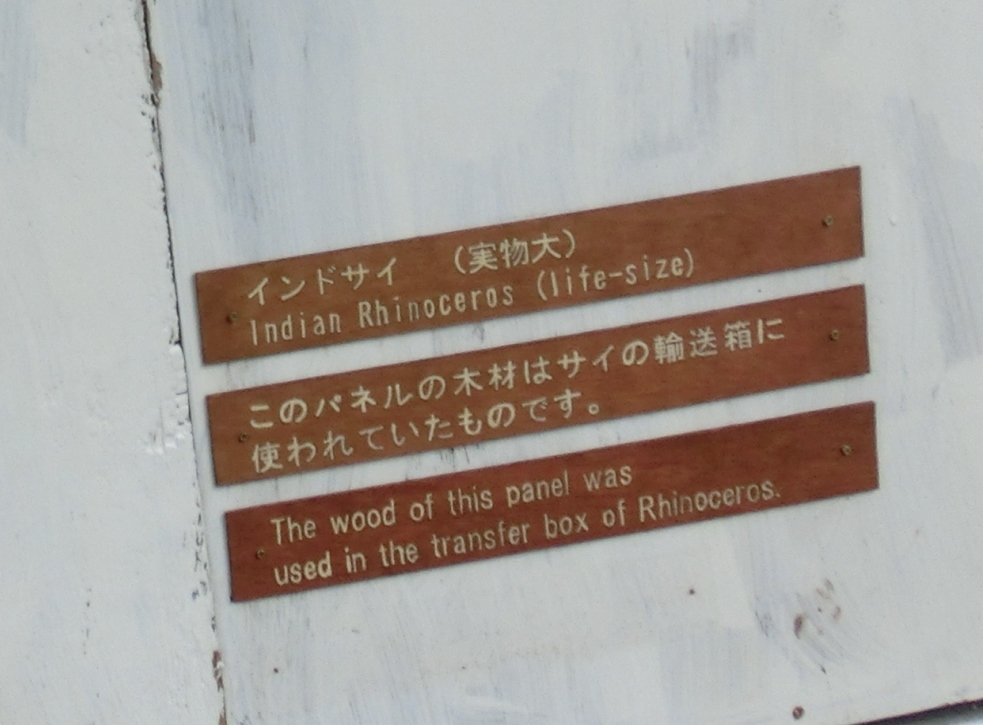 インドサイ　（実物大）
Indian Rhinoceros (life-size)
このパネルの木材はサイの輸送箱に
使われていたものです。
The wood of this panel was
used in the transfer box of Rhinoceros.